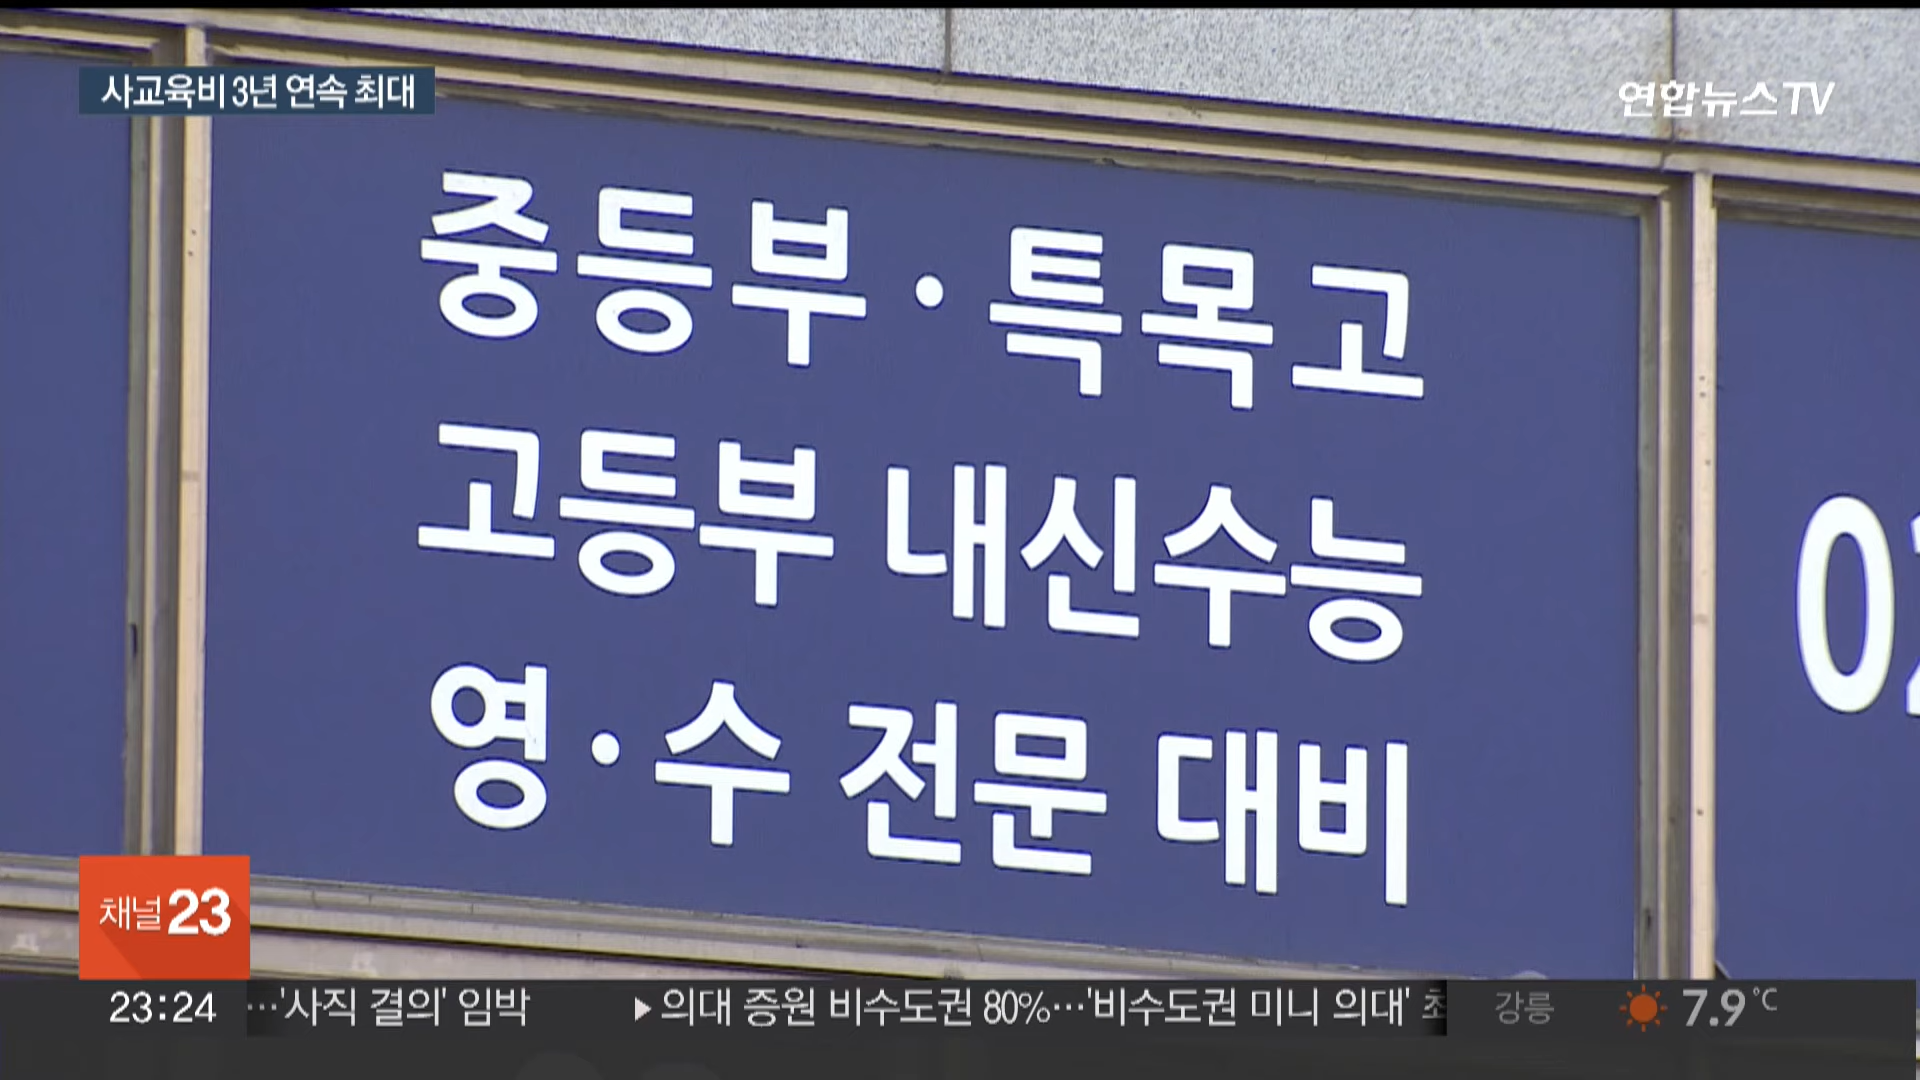 사교육비 3년 연속 최대
연합뉴스TV
중등부·특목고
고등부 내신수능
영·수 전문 대비
채널23
23:24 …'사직 결의' 임박 ▶의대 증원 비수도권 80%…'비수도권 미니 의대' 강릉 7.9℃